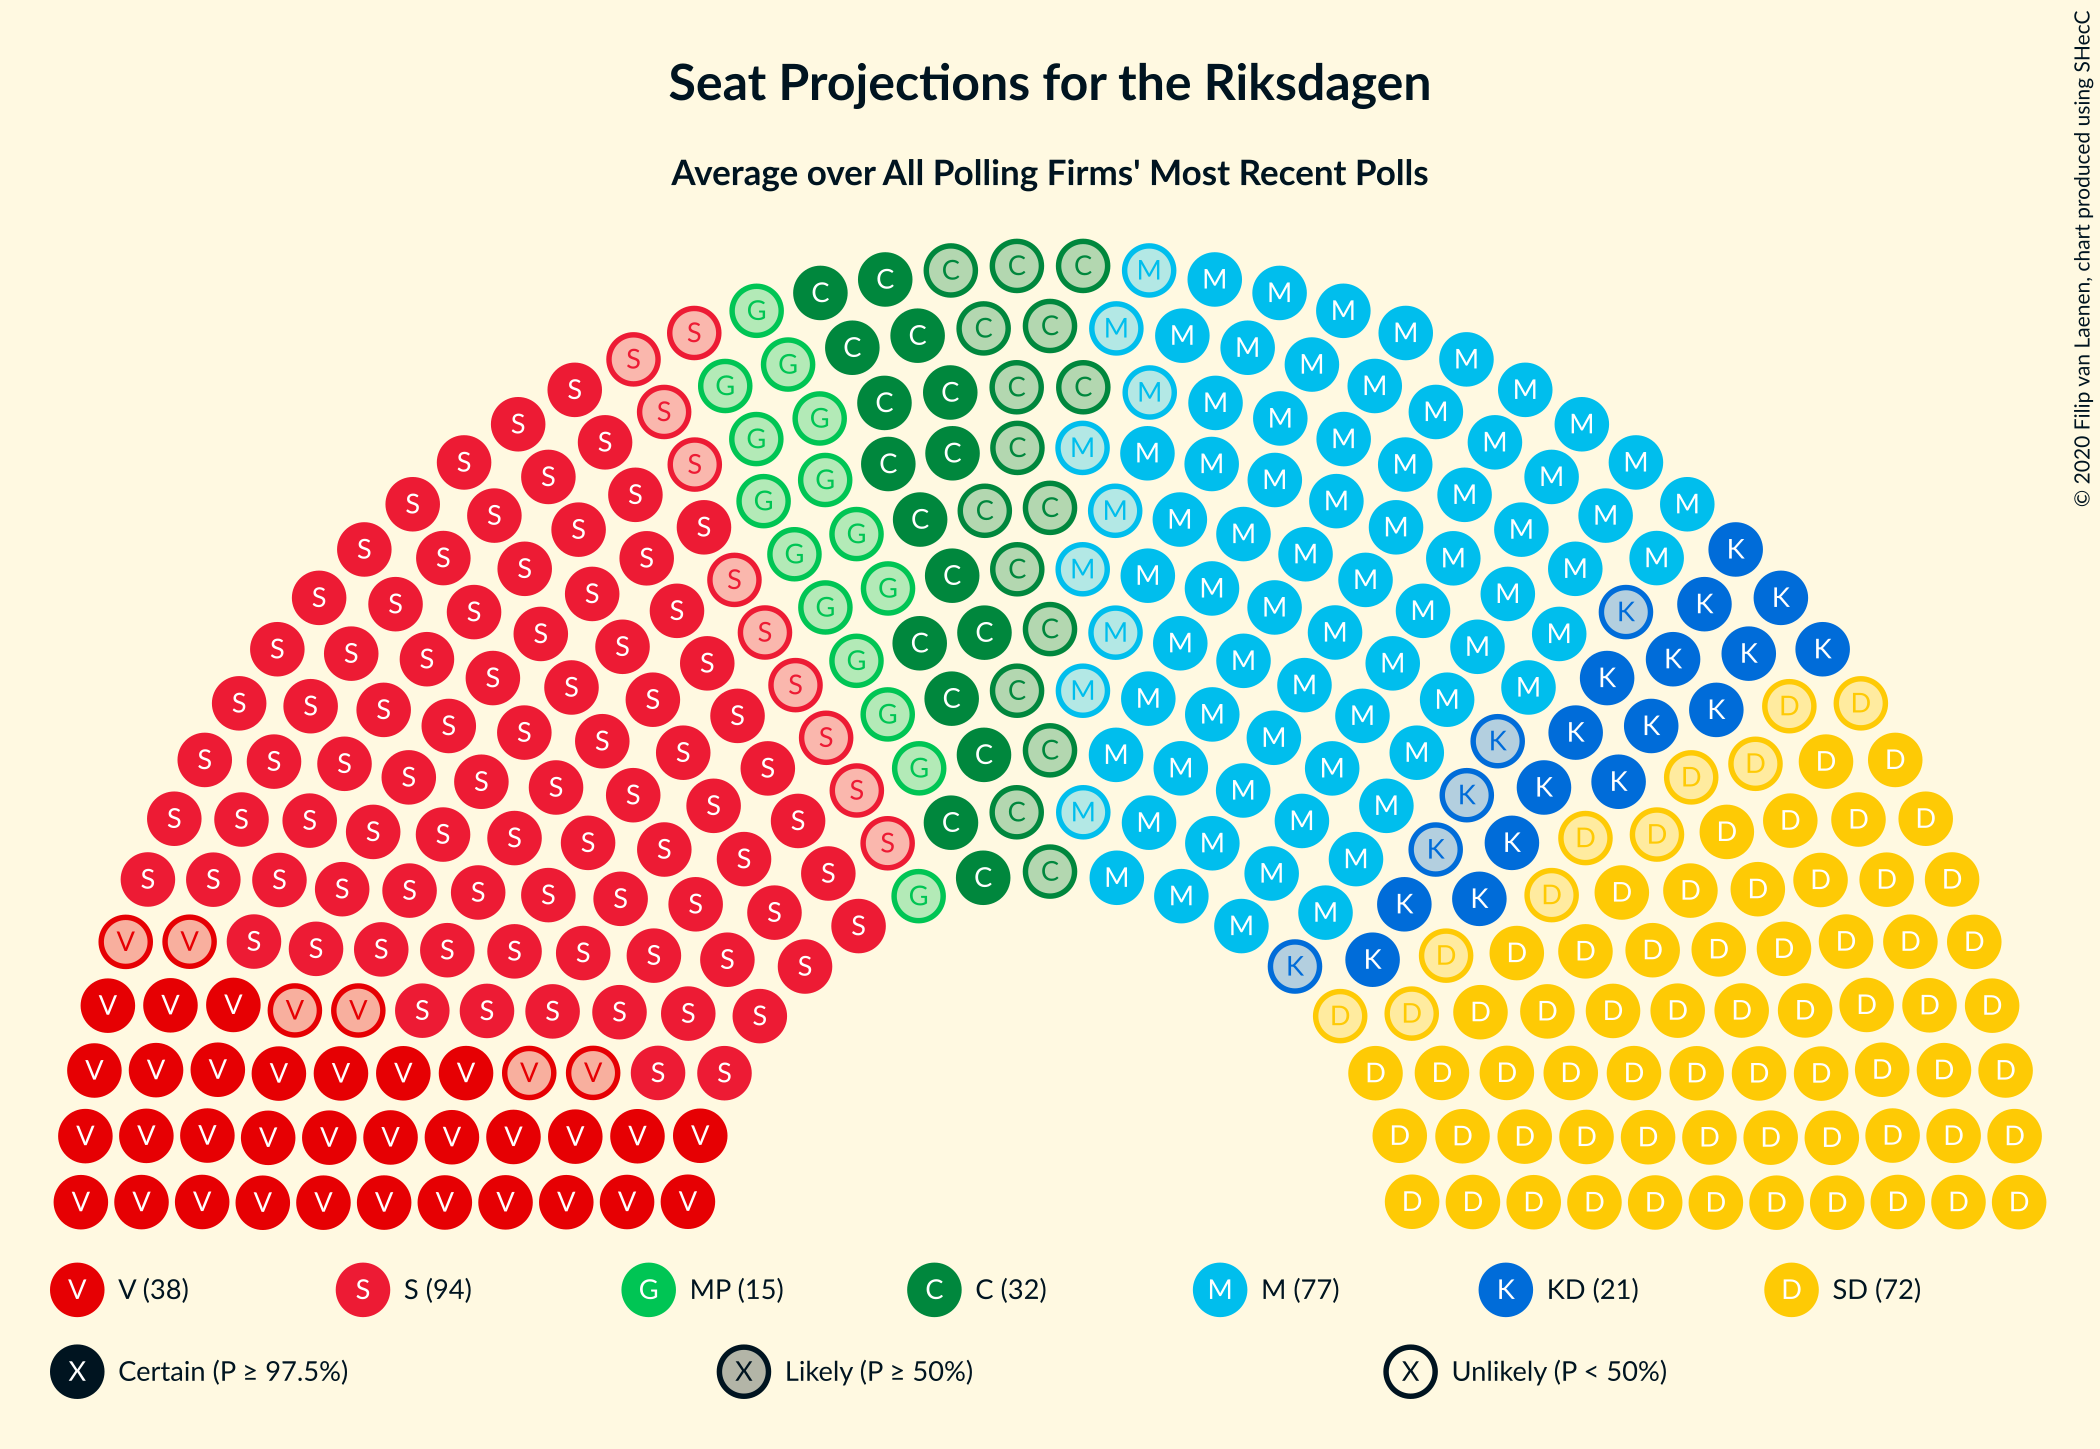 Seat Projections for the Riksdagen
Average over All Polling Firms' Most Recent Polls
© 2020 Filip van Laenen, chart produced using SHecC
V V (38) S S (94) G MP (15) C C (32) M M (77) K KD (21) D SD (72)
X Certain (P ≥ 97.5%) X Likely (P ≥ 50%) X Unlikely (P < 50%)